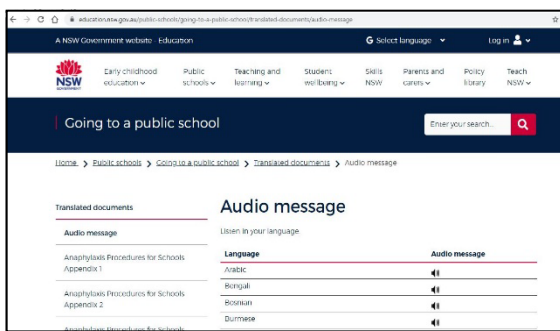 education.nsw.gov.au/public-schools/going-to-a-public-school/translated-documents/audio-message
A NSW Government website - Education
G Select language
Log in
NSW
GOVERNMENT
Early childhood education
Public schools
Teaching and learning
Student wellbeing
Skills NSW
Parents and carers
Policy library
Teach NSW
Going to a public school
Enter your search...
Home > Public schools > Going to a public school > Translated documents > Audio message
Translated documents
Audio message
Anaphylaxis Procedures for Schools
Appendix 1
Anaphylaxis Procedures for Schools
Appendix 2
Anaphylaxis Procedures for Schools
Audio message
Listen in your language.
Language Audio message
Arabic
Bengali
Bosnian
Burmese